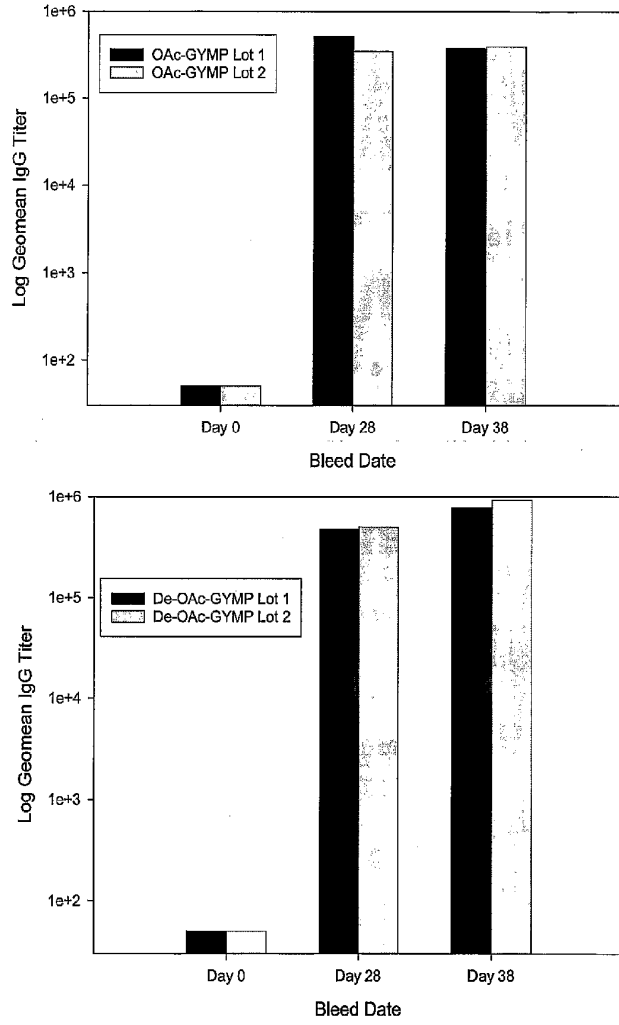 1e+6
OAc-GYMP Lot 1
OAc-GYMP Lot 2
1e+5
1e+4
1e+3
1e+2
Log Geomean IgG Titer
Day 0 Day 28 Day 38
Bleed Date
1e+6
1e+5
De-OAc-GYMP Lot 1
De-OAc-GYMP Lot 2
1e+4
1e+3
1e+2
Log Geomean IgG Titer
Day 0 Day 28 Day 38
Bleed Date